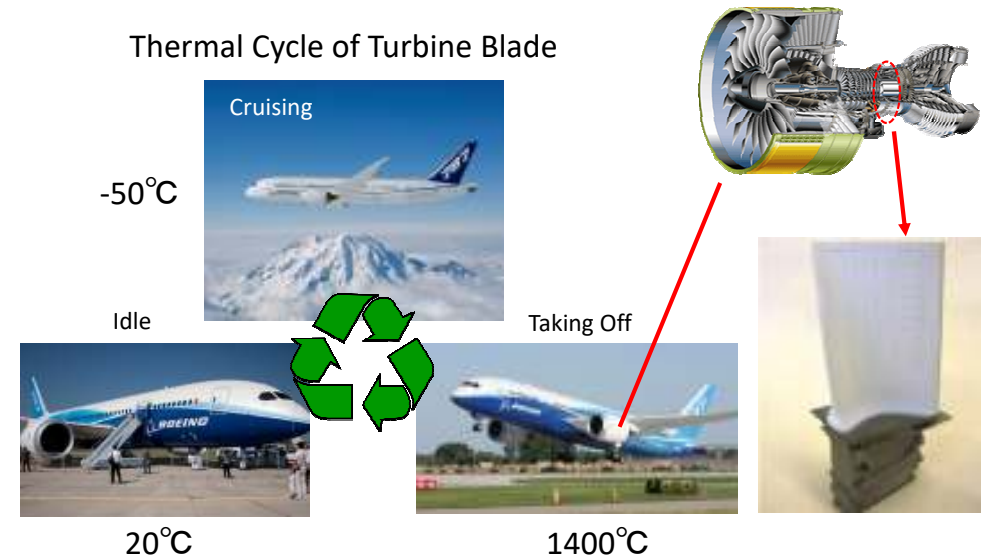 Thermal Cycle of Turbine Blade
Cruising
-50℃
Idle
Taking Off
BOEING
20℃
1400℃